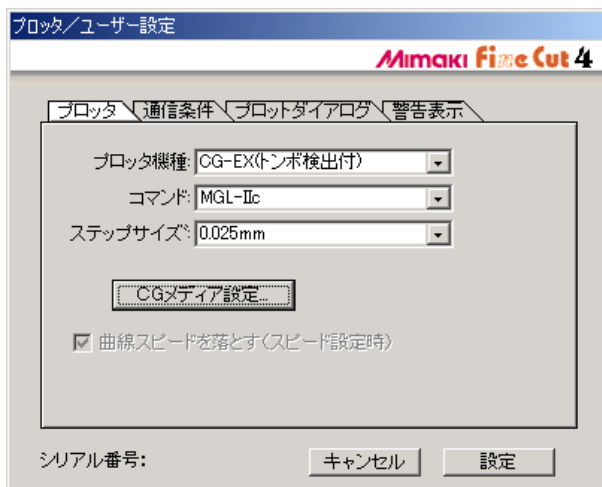 プロッタ／ユーザー設定
MIMAKI Fine Cut 4
プロッタ 通信条件 プロットダイアログ 警告表示
プロッタ機種: CG-EX(トンボ検出付)
コマンド: MGL-IIc
ステップサイズ: 0.025mm
CGメディア設定...
曲線スピードを落とす(スピード設定時)
シリアル番号: キャンセル 設定